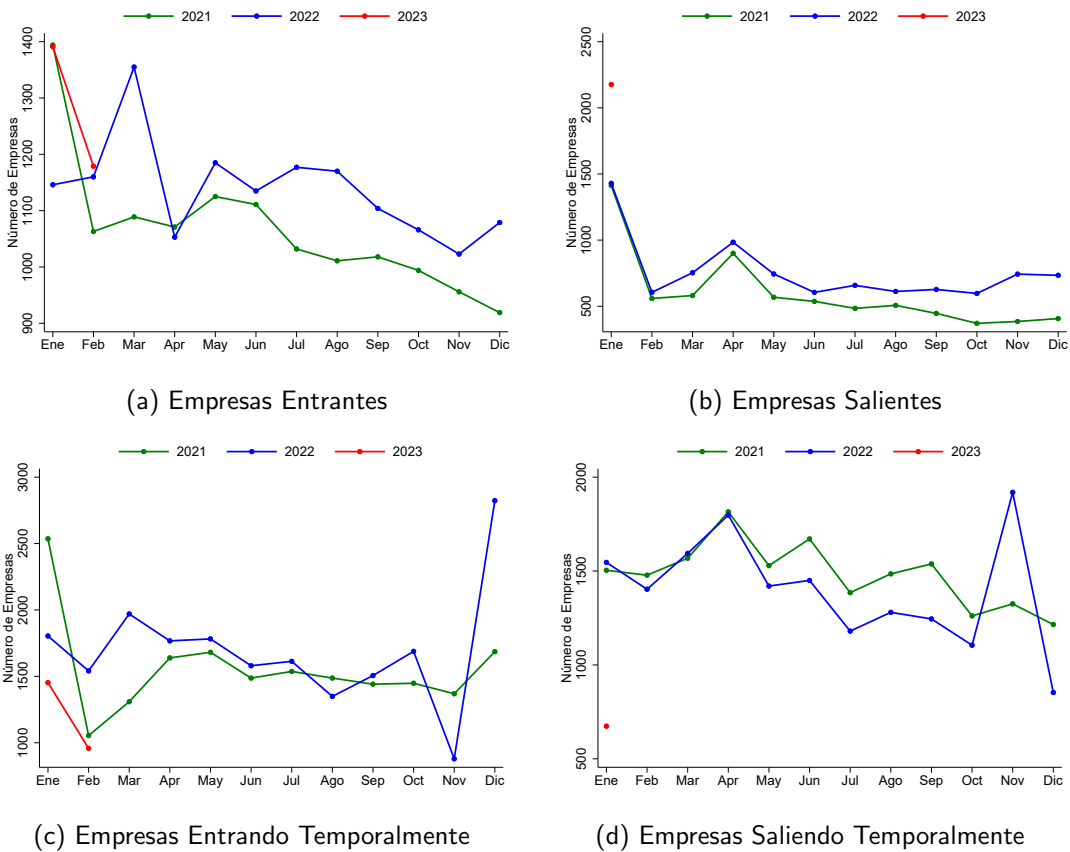 2021 2022 2023
Número de Empresas
1400
1300
1200
1100
1000
900
Ene Feb Mar Apr May Jun Jul Ago Sep Oct Nov Dic
(a) Empresas Entrantes
2021 2022 2023
Número de Empresas
2500
2000
1500
1000
500
Ene Feb Mar Apr May Jun Jul Ago Sep Oct Nov Dic
(b) Empresas Salientes
2021 2022 2023
Número de Empresas
3000
2500
2000
1500
1000
Ene Feb Mar Apr May Jun Jul Ago Sep Oct Nov Dic
(c) Empresas Entrando Temporalmente
2021 2022 2023
Número de Empresas
2000
1500
1000
500
Ene Feb Mar Apr May Jun Jul Ago Sep Oct Nov Dic
(d) Empresas Saliendo Temporalmente